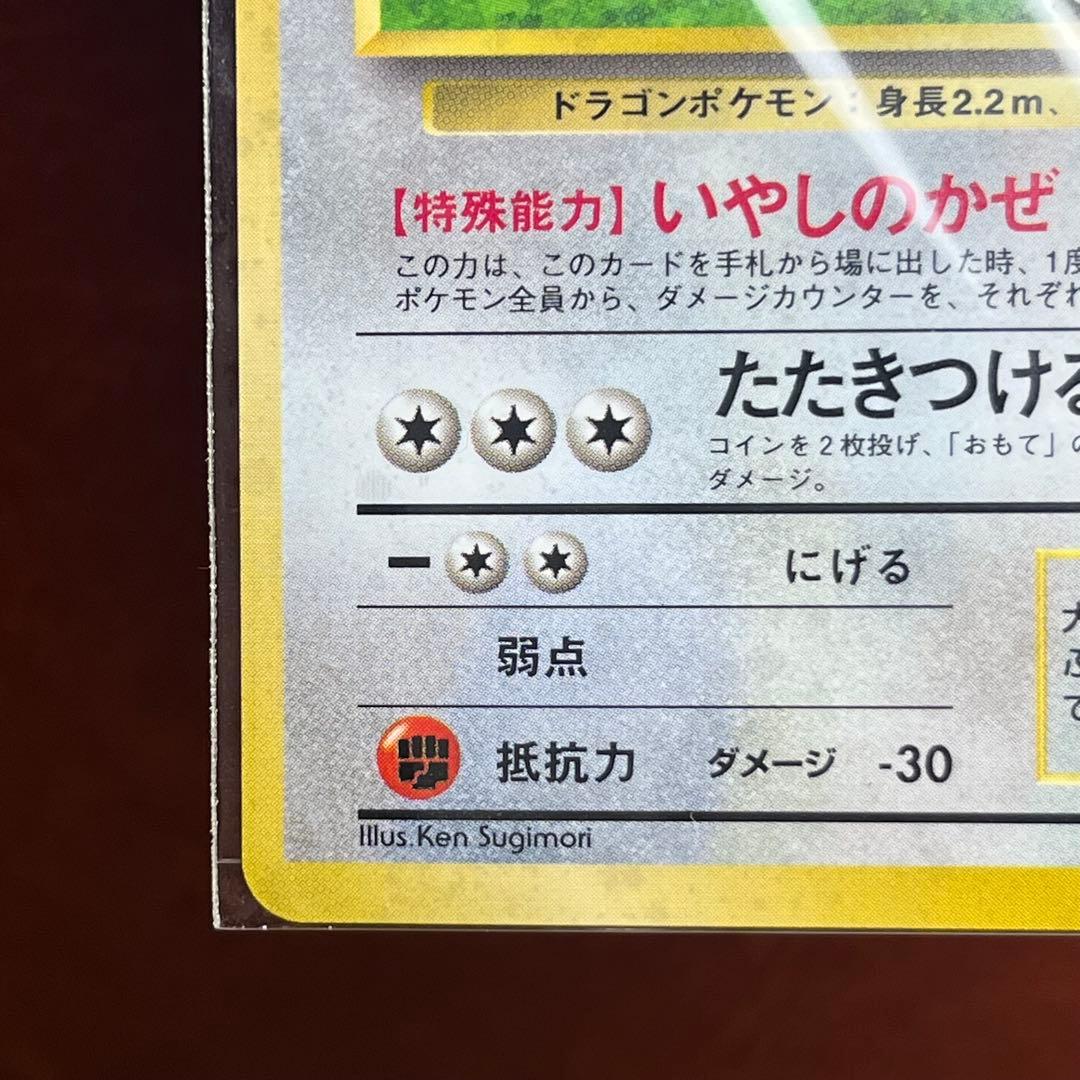 ドラゴンポケモン:身長2.2m、
【特殊能力】いやしのかぜ
この力は、このカードを手札から場に出した時、1度
ポケモン全員から、ダメージカウンターを、それぞれ
たたきつける
コインを2枚投げ、「おもて」の
ダメージ。
にげる
弱点
抵抗力 ダメージ -30
Illus.Ken Sugimori